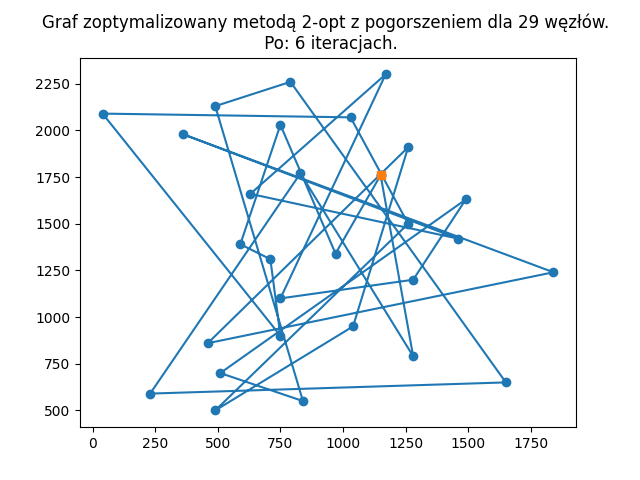 Graf zoptymalizowany metodą 2-opt z pogorszeniem dla 29 węzłów.
Po: 6 iteracjach.
2250
2000
1750
1500
1250
1000
750
500
0 250 500 750 1000 1250 1500 1750